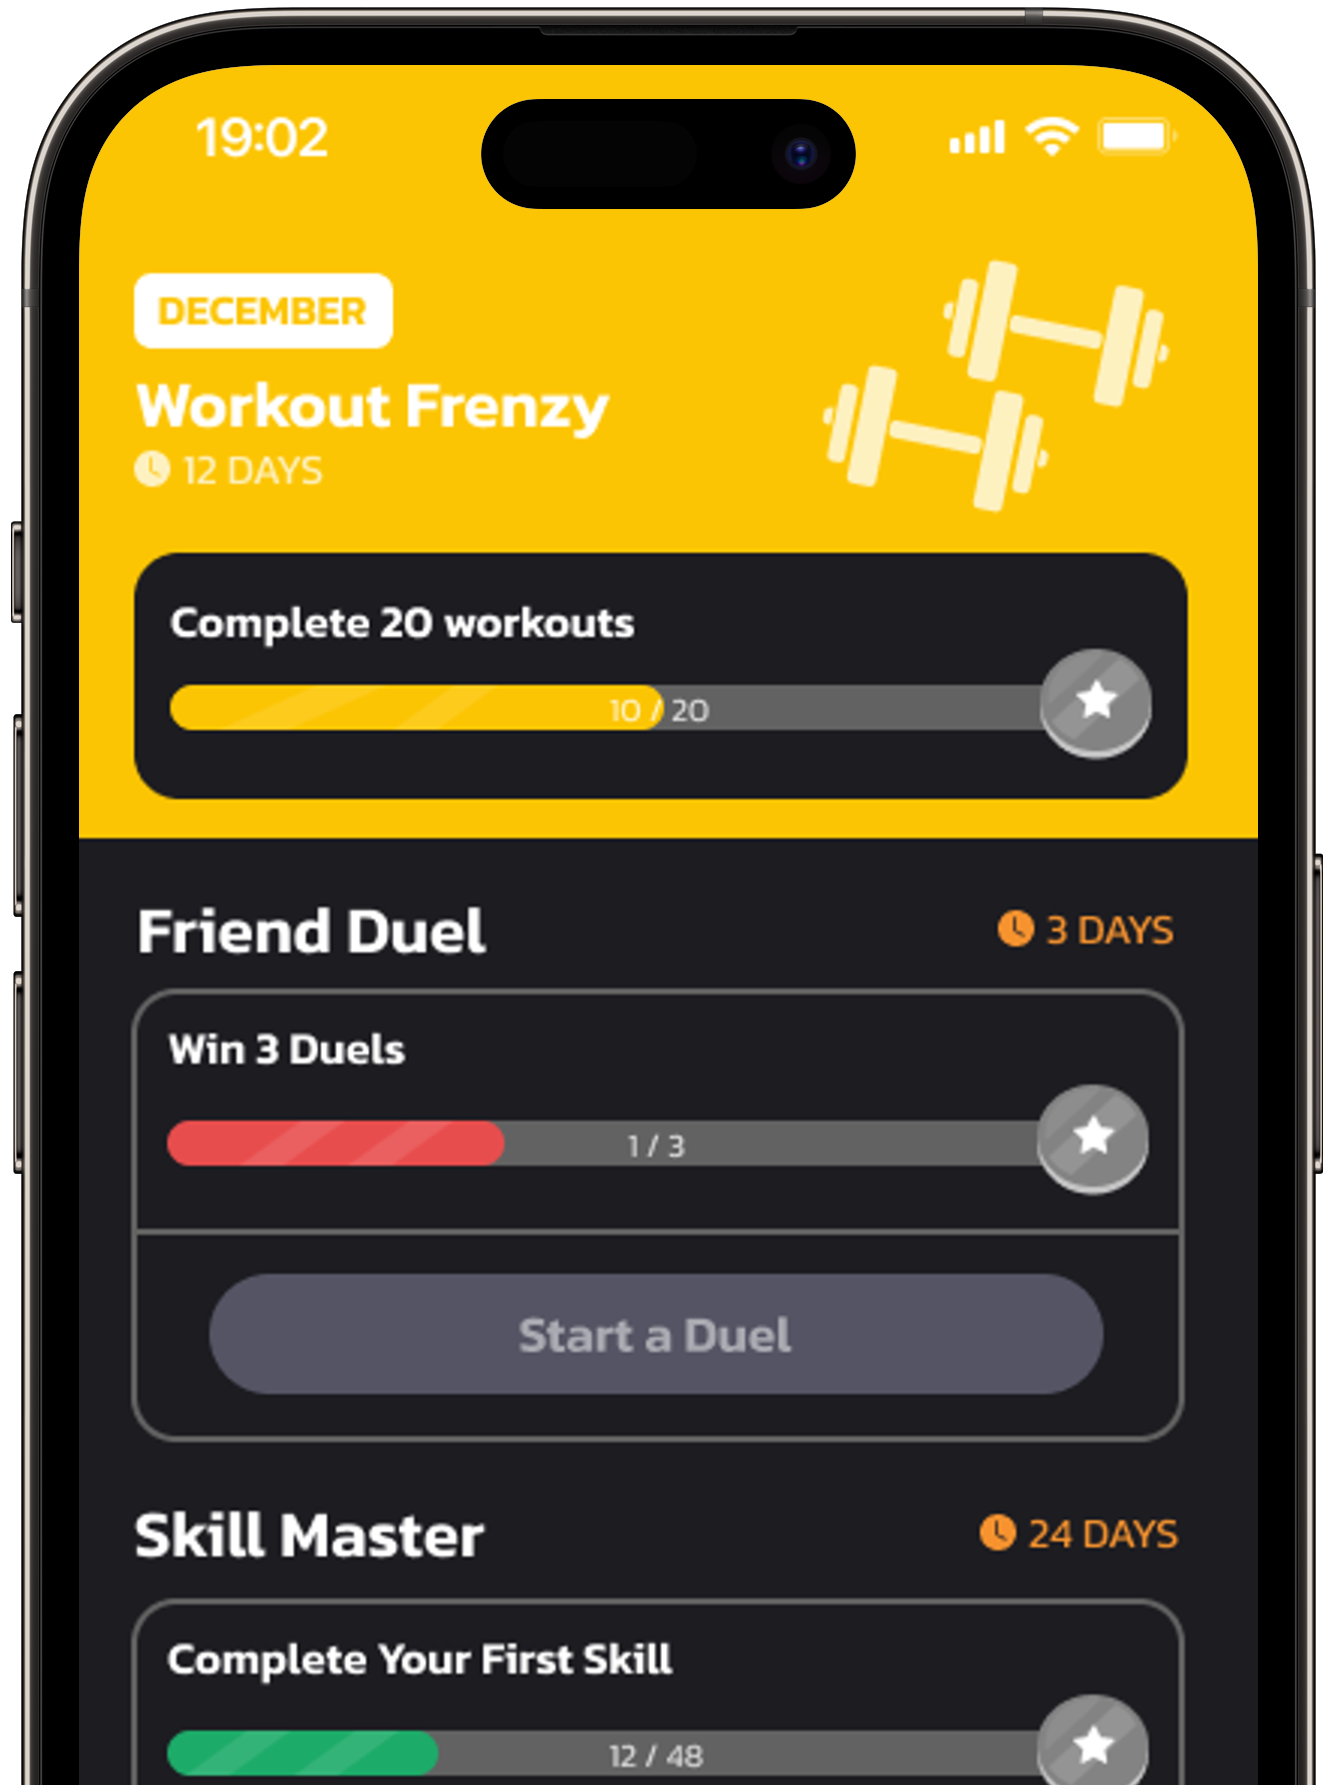 19:02
DECEMBER
Workout Frenzy
12 DAYS
Complete 20 workouts
10 / 20
Friend Duel
3 DAYS
Win 3 Duels
1 / 3
Start a Duel
Skill Master
24 DAYS
Complete Your First Skill
12 / 48